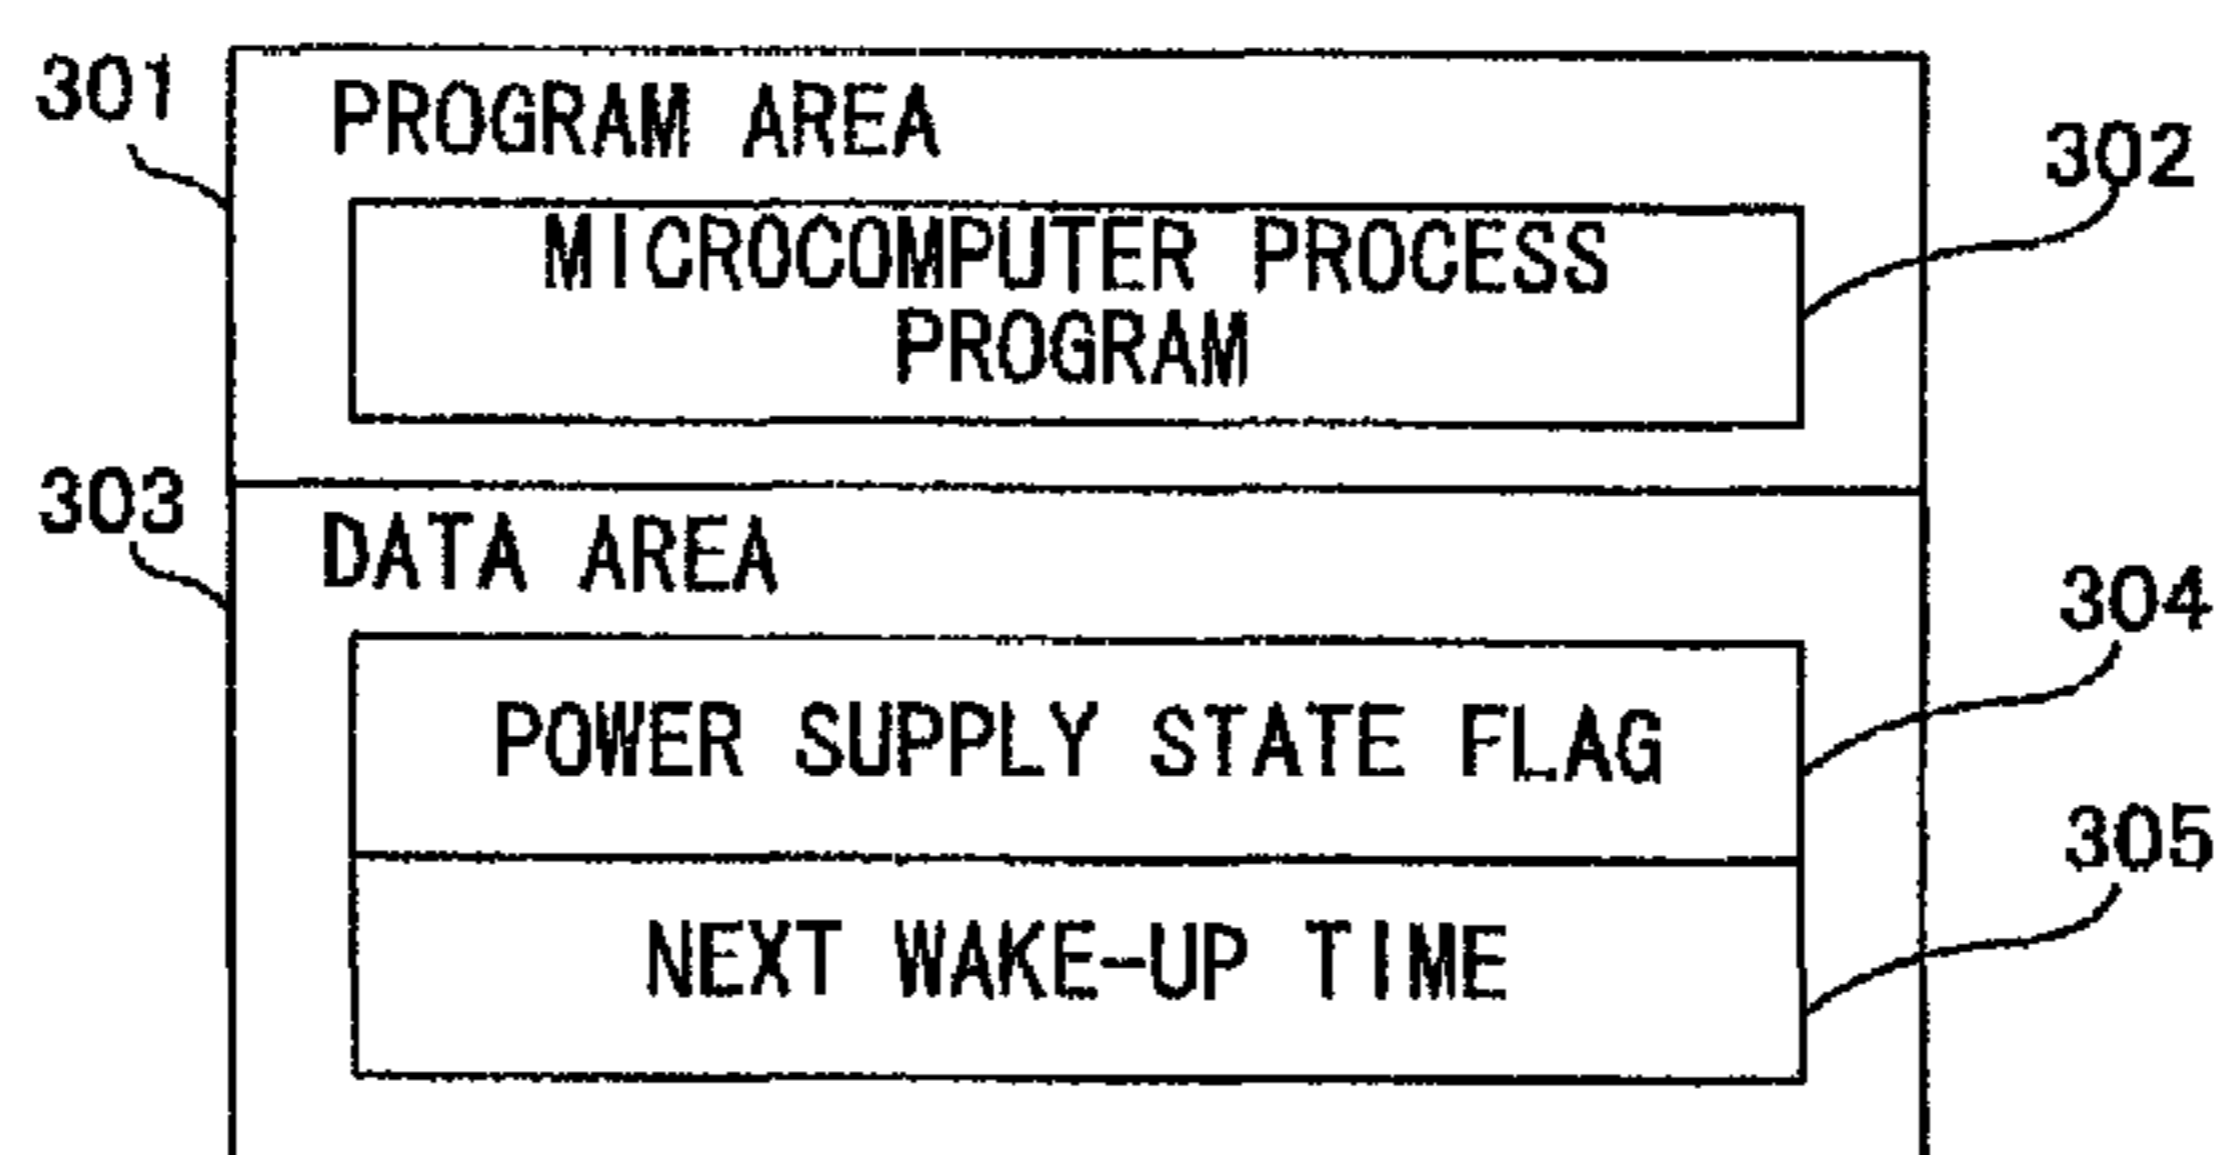 301
PROGRAM AREA
302
MICROCOMPUTER PROCESS
PROGRAM
303
DATA AREA
304
POWER SUPPLY STATE FLAG
305
NEXT WAKE-UP TIME